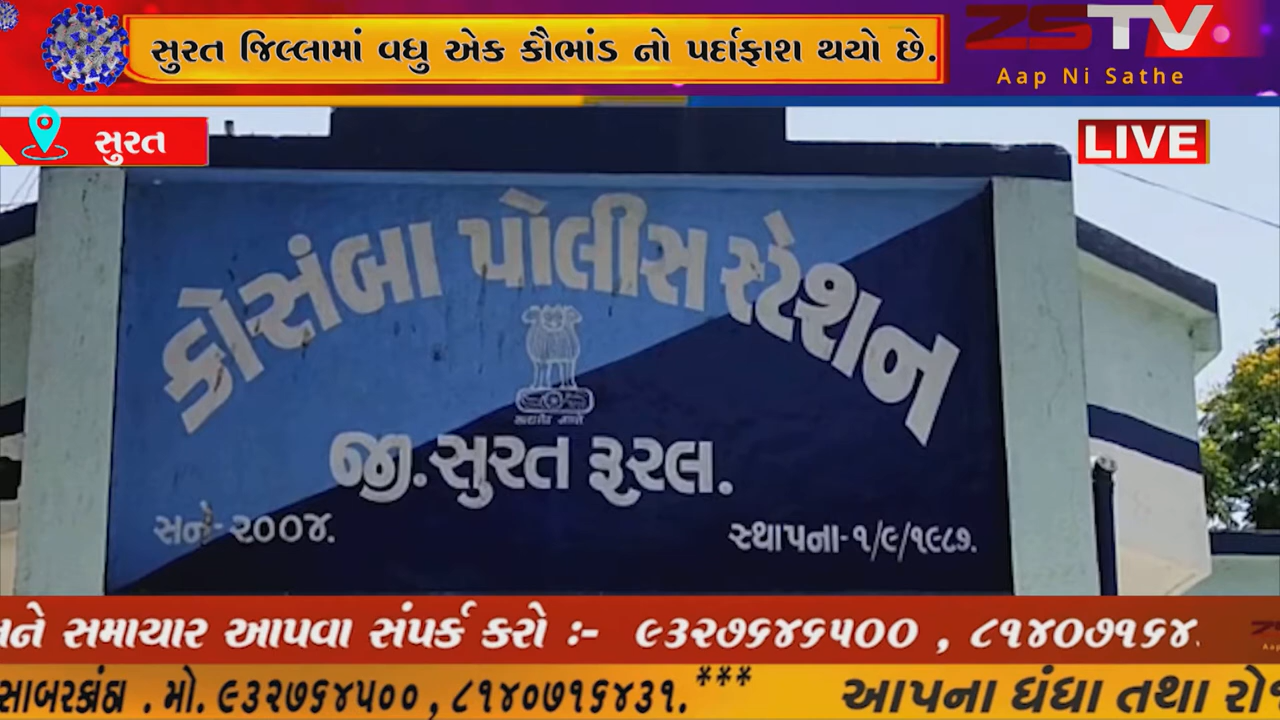 સુરત જિલ્લામાં વધુ એક કૌભાંડ નો પર્દાફાશ થયો છે.
ZSTV
Aap Ni Sathe
સુરત
LIVE
કોસંબા પોલીસ સ્ટેશન
જી.સુરત રૂરલ.
સને-૨૦૦૪.
સ્થાપના-૧/૯/૧૯૮૭.
સમાચાર આપવા સંપર્ક કરો :- ૯૩૨૭૬૪૬૫૦૦ , ૮૧૪૦૭૧૬૪
સાબરકાંઠા . મો. ૯૩૨૭૬૪૫૦૦ , ૮૧૪૦૭૧૬૪૩૧. *** આપના ધંધા તથા